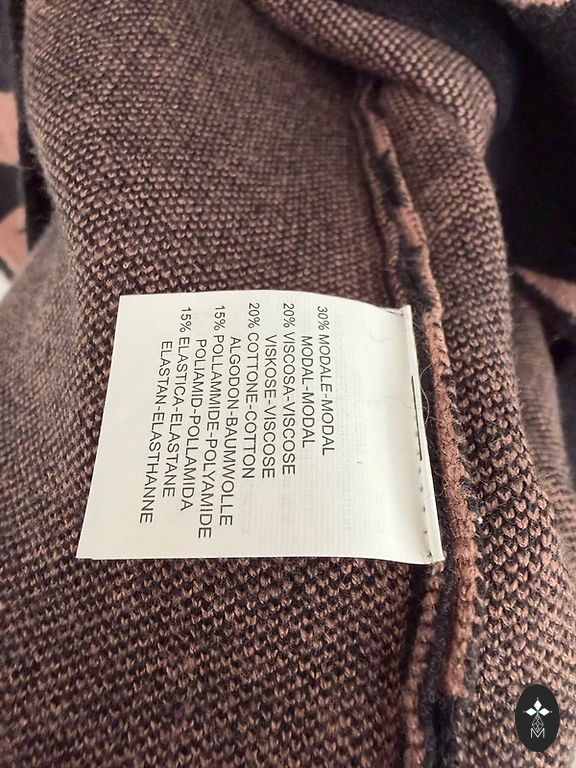 30% MODALE-MODAL
MODAL-MODAL
20% VISCOSA-VISCOSE
VISKOSE-VISCOSE
20% COTTONE-COTTON
ALGODON-BAUMWOLLE
15% POLLAMMIDE-POLYAMIDE
POLIAMID-POLLAMIDA
15% ELASTICA-ELASTANE
ELASTAN-ELASTHANNE
M